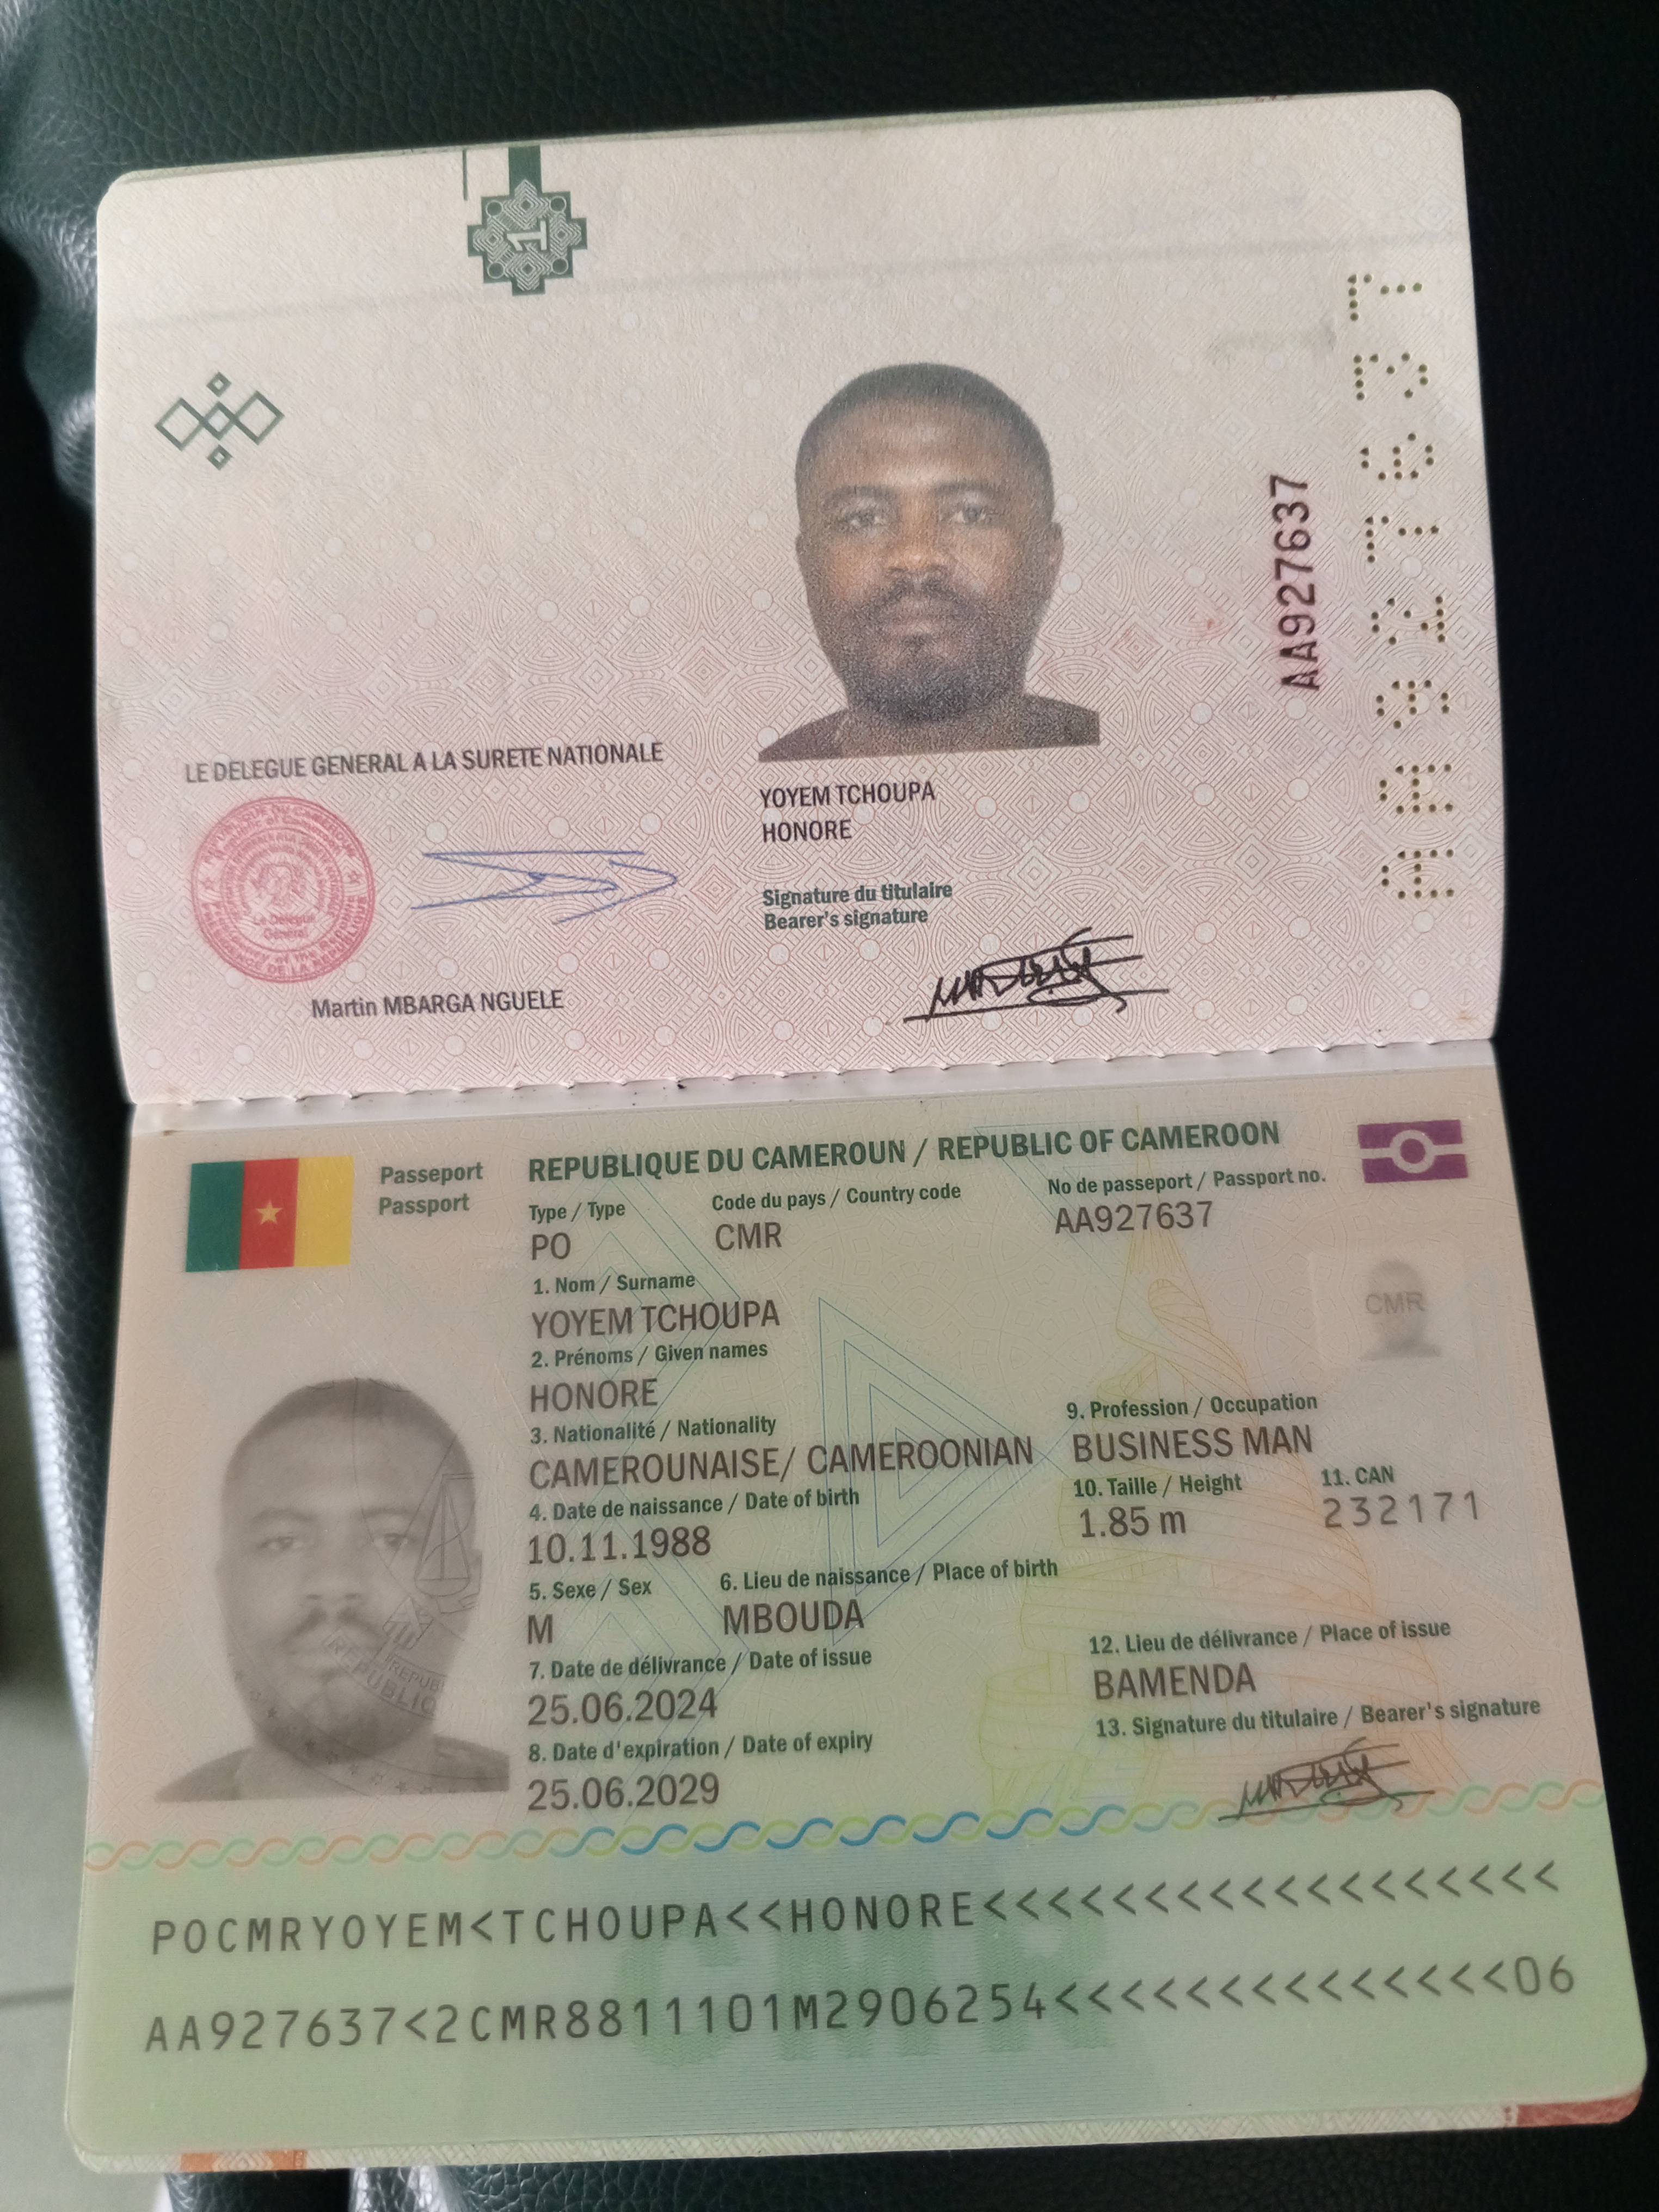 1
AA927637
AA927637
LE DELEGUE GENERAL A LA SURETE NATIONALE
YOYEM TCHOUPA
HONORE
Le Délégué
Général
Signature du titulaire
Bearer's signature
Martin MBARGA NGUELE
Passeport
Passport
REPUBLIQUE DU CAMEROUN / REPUBLIC OF CAMEROON
Type / Type
Code du pays / Country code
No de passeport / Passport no.
PO
CMR
AA927637
1. Nom / Surname
YOYEM TCHOUPA
CMR
2. Prénoms / Given names
HONORE
9. Profession / Occupation
3. Nationalité / Nationality
CAMEROUNAISE/ CAMEROONIAN
BUSINESS MAN
4. Date de naissance / Date of birth
10. Taille / Height
11. CAN
10.11.1988
1.85 m
232171
5. Sexe / Sex
6. Lieu de naissance / Place of birth
M
MBOUDA
7. Date de délivrance / Date of issue
12. Lieu de délivrance / Place of issue
25.06.2024
BAMENDA
8. Date d'expiration / Date of expiry
13. Signature du titulaire / Bearer's signature
25.06.2029
POCMRYOYEM<TCHOUPA<<HONORE<<<<<<<<<<<<<<<<<<
AA927637<2CMR8811101M2906254<<<<<<<<<<<<<<06
CMR